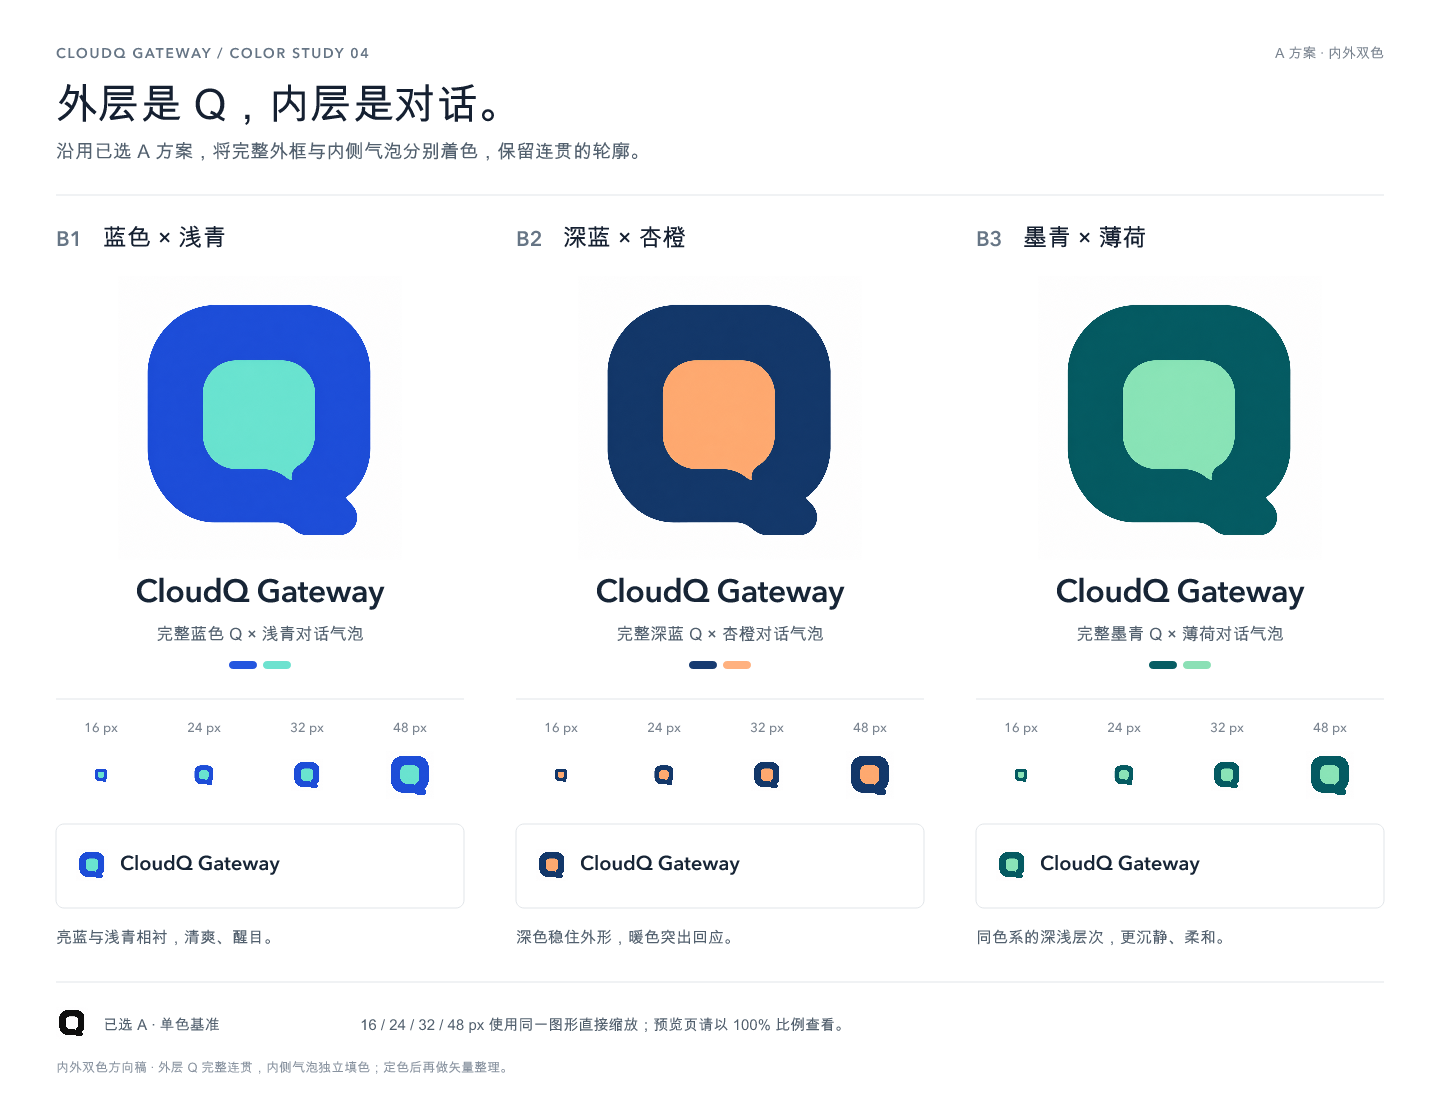 CLOUDQ GATEWAY / COLOR STUDY 04
A 方案 · 内外双色
外层是 Q，内层是对话。
沿用已选 A 方案，将完整外框与内侧气泡分别着色，保留连贯的轮廓。
B1 蓝色 × 浅青
CloudQ Gateway
完整蓝色 Q × 浅青对话气泡
16 px 24 px 32 px 48 px
CloudQ Gateway
亮蓝与浅青相衬，清爽、醒目。
B2 深蓝 × 杏橙
CloudQ Gateway
完整深蓝 Q × 杏橙对话气泡
16 px 24 px 32 px 48 px
CloudQ Gateway
深色稳住外形，暖色突出回应。
B3 墨青 × 薄荷
CloudQ Gateway
完整墨青 Q × 薄荷对话气泡
16 px 24 px 32 px 48 px
CloudQ Gateway
同色系的深浅层次，更沉静、柔和。
已选 A · 单色基准
16 / 24 / 32 / 48 px 使用同一图形直接缩放；预览页请以 100% 比例查看。
内外双色方向稿 · 外层 Q 完整连贯，内侧气泡独立填色；定色后再做矢量整理。